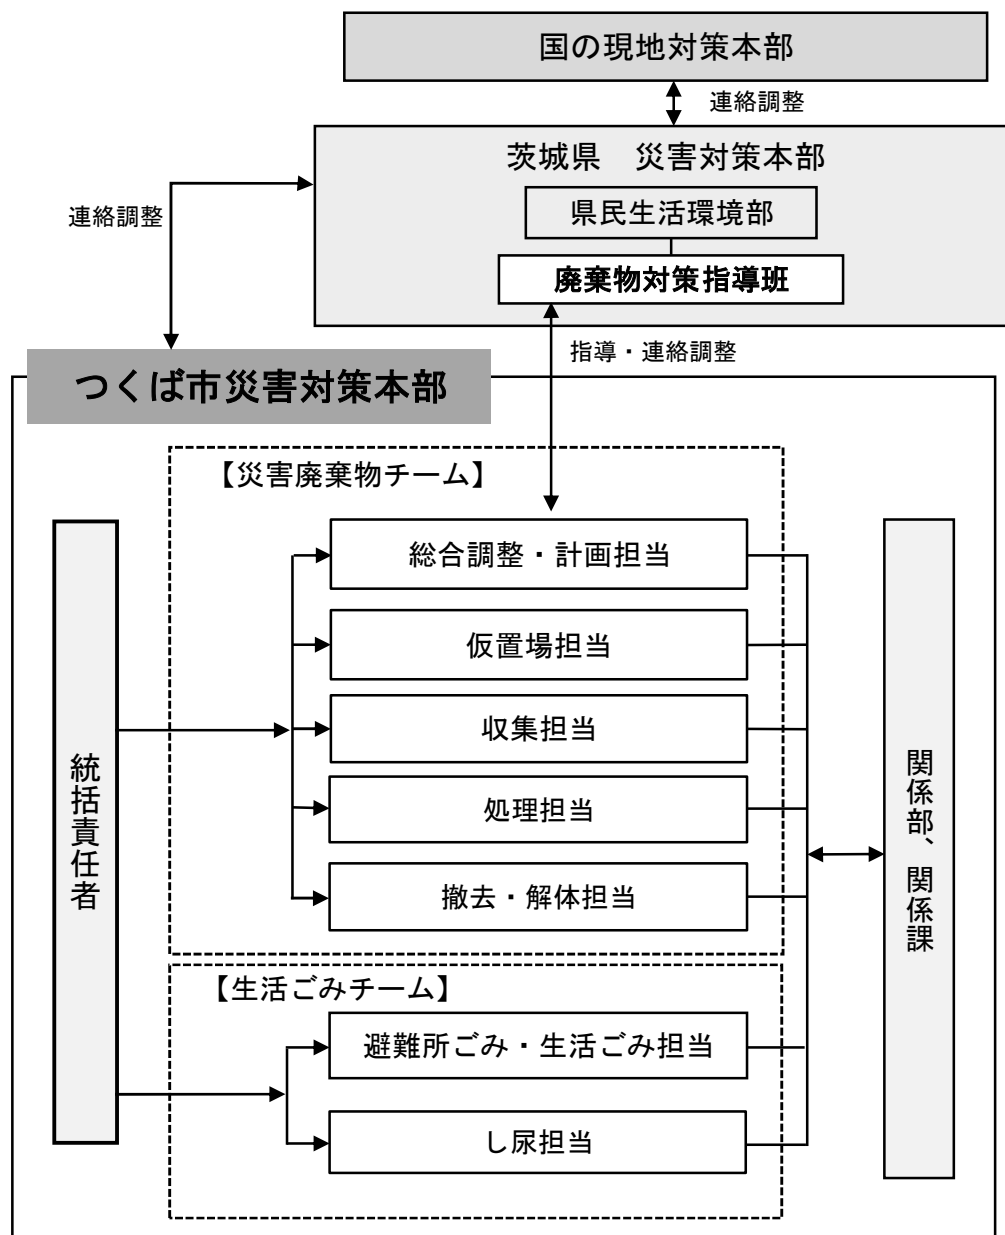 国の現地対策本部
連絡調整
茨城県　災害対策本部
県民生活環境部
廃棄物対策指導班
連絡調整
指導・連絡調整
つくば市災害対策本部
【災害廃棄物チーム】
総合調整・計画担当
仮置場担当
収集担当
処理担当
撤去・解体担当
統括責任者
関係部、関係課
【生活ごみチーム】
避難所ごみ・生活ごみ担当
し尿担当